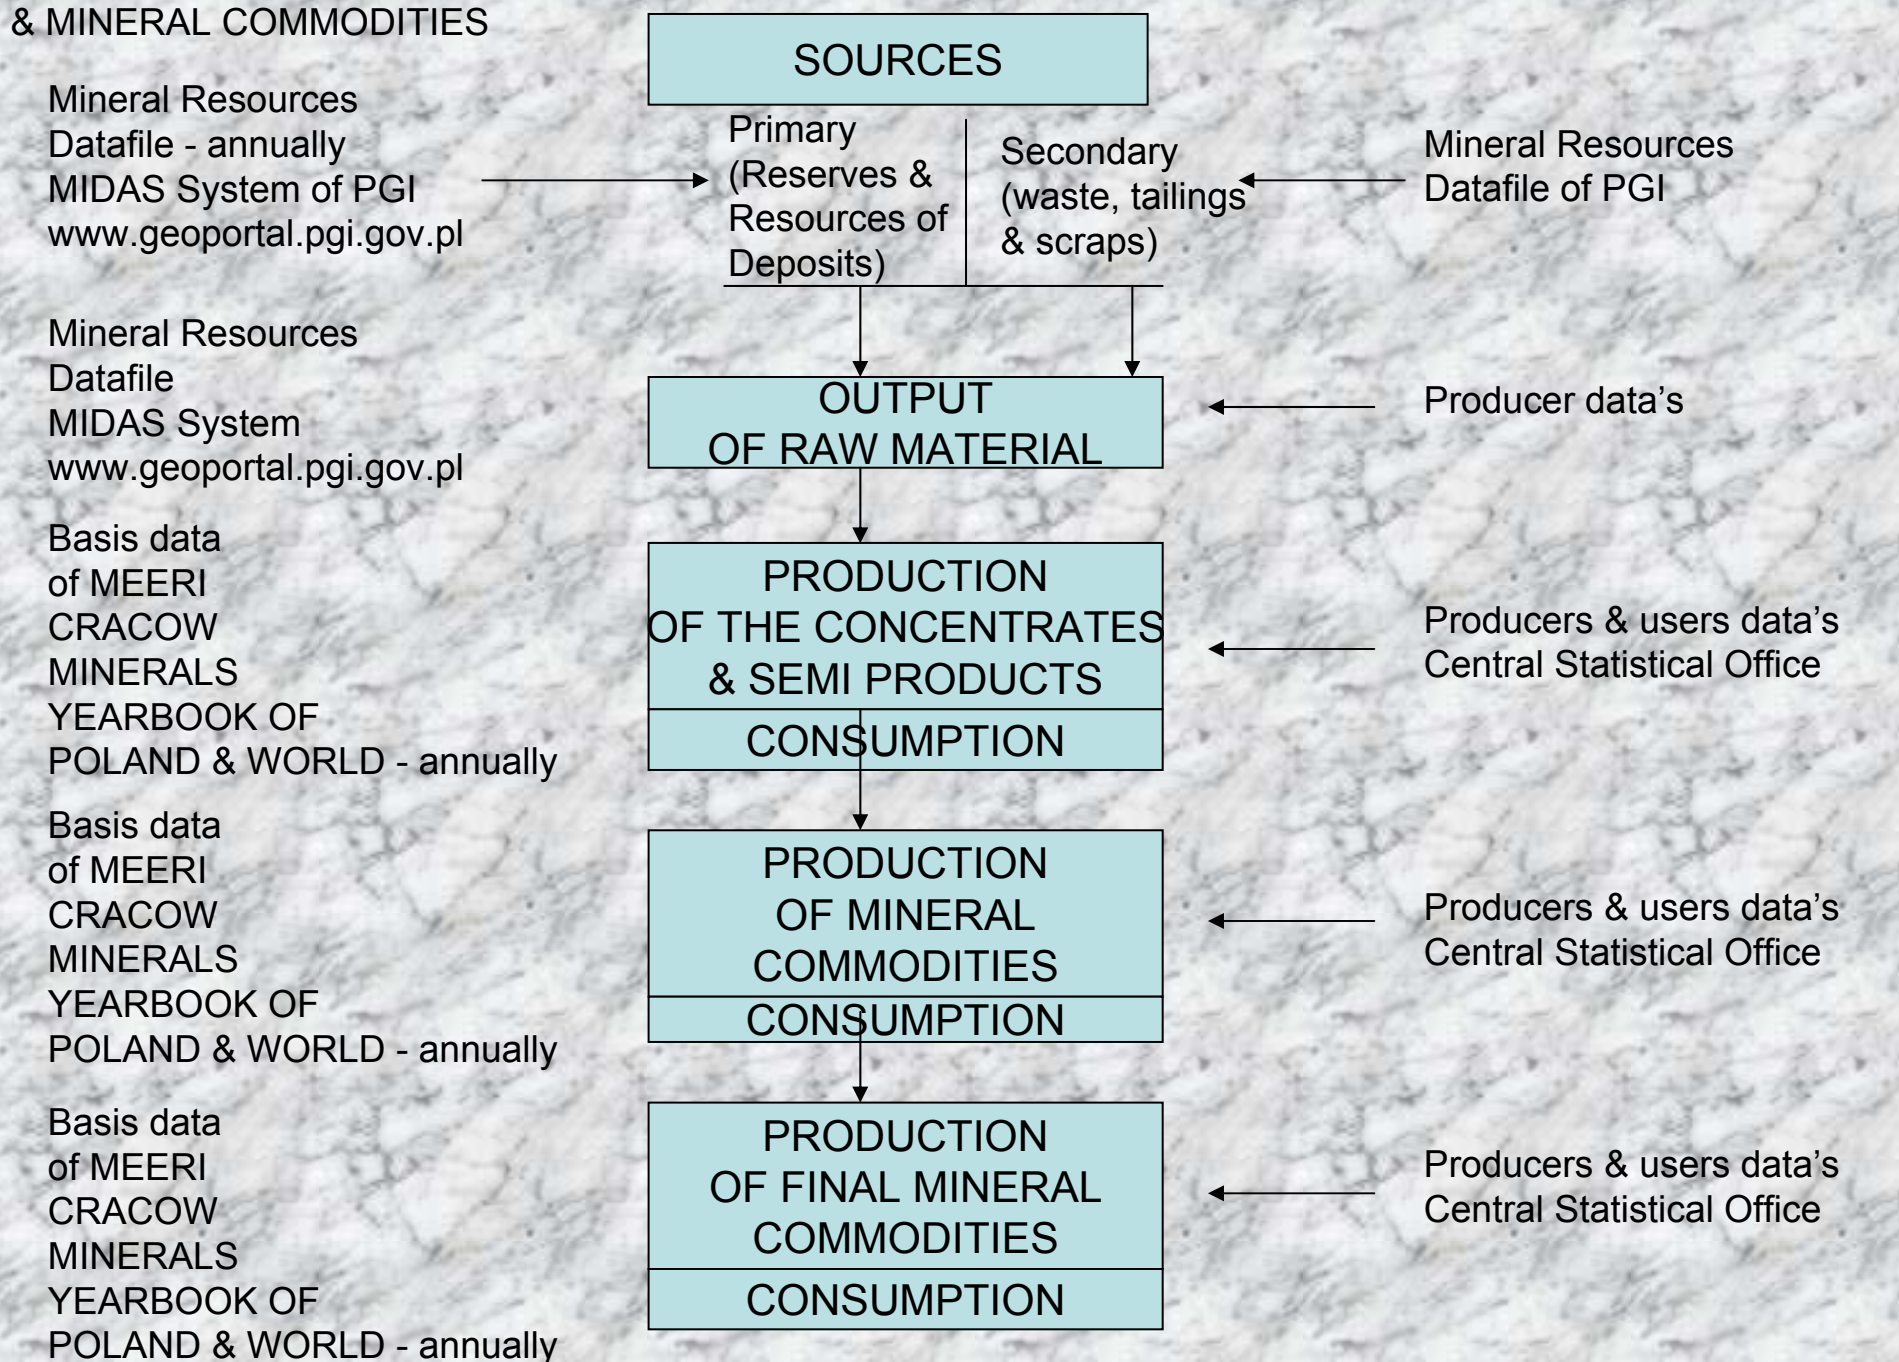 & MINERAL COMMODITIES
SOURCES
Mineral Resources
Datafile - annually
MIDAS System of PGI
www.geoportal.pgi.gov.pl
Primary
(Reserves &
Resources of
Deposits)
Secondary
(waste, tailings
& scraps)
Mineral Resources
Datafile of PGI
Mineral Resources
Datafile
MIDAS System
www.geoportal.pgi.gov.pl
OUTPUT
OF RAW MATERIAL
Producer data’s
Basis data
of MEERI
CRACOW
MINERALS
YEARBOOK OF
POLAND & WORLD - annually
PRODUCTION
OF THE CONCENTRATES
& SEMI PRODUCTS
CONSUMPTION
Producers & users data’s
Central Statistical Office
Basis data
of MEERI
CRACOW
MINERALS
YEARBOOK OF
POLAND & WORLD - annually
PRODUCTION
OF MINERAL
COMMODITIES
CONSUMPTION
Producers & users data’s
Central Statistical Office
Basis data
of MEERI
CRACOW
MINERALS
YEARBOOK OF
POLAND & WORLD - annually
PRODUCTION
OF FINAL MINERAL
COMMODITIES
CONSUMPTION
Producers & users data’s
Central Statistical Office